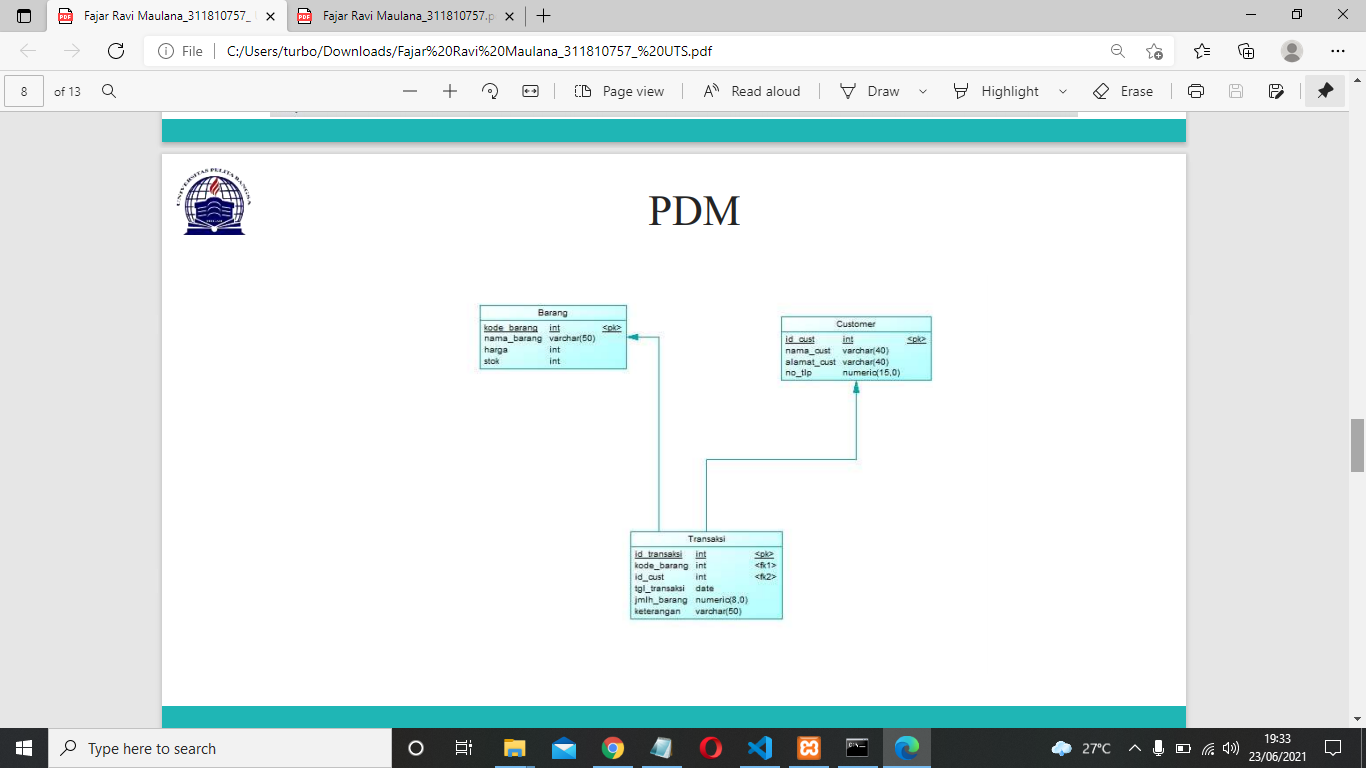 Fajar Ravi Maulana_311810757_
Fajar Ravi Maulana_311810757.p
File
C:/Users/turbo/Downloads/Fajar%20Ravi%20Maulana_311810757_%20UTS.pdf
8 of 13
Page view
Read aloud
Draw
Highlight
Erase
UNIVERSITAS PELITA BANGSA
PDM
Barang
kode_barang int <pk>
nama_barang varchar(50)
harga int
stok int
Customer
id_cust int <pk>
nama_cust varchar(40)
alamat_cust varchar(40)
no_tlp numeric(15,0)
Transaksi
id_transaksi int <pk>
kode_barang int <fk1>
id_cust int <fk2>
tgl_transaksi date
jmlh_barang numeric(8,0)
keterangan varchar(50)
Type here to search
27°C
19:33
23/06/2021